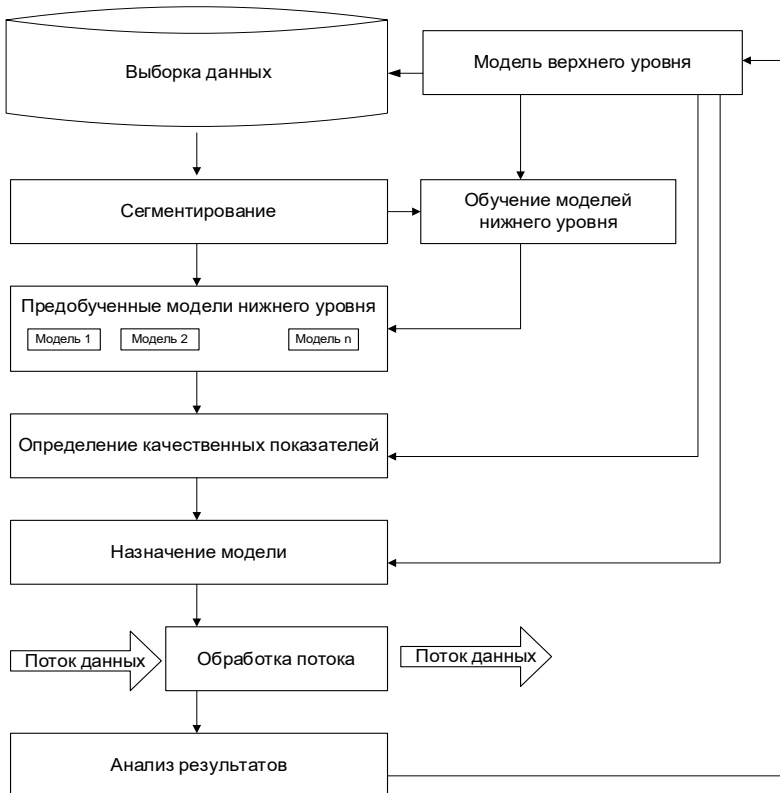 Выборка данных
Модель верхнего уровня
Сегментирование
Обучение моделей
нижнего уровня
Предобученные модели нижнего уровня
Модель 1
Модель 2
Модель n
Определение качественных показателей
Назначение модели
Поток данных
Обработка потока
Поток данных
Анализ результатов